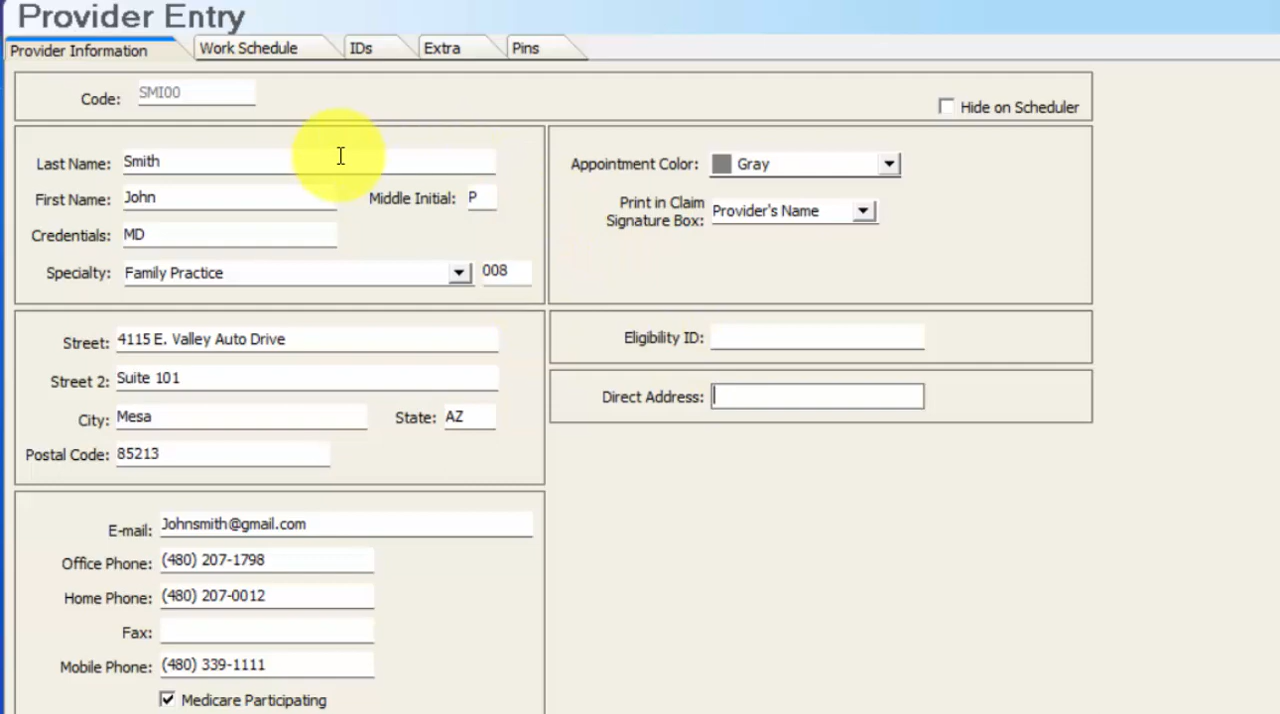 Provider Entry
Provider Information Work Schedule IDs Extra Pins
Code: SMI00
Hide on Scheduler
Last Name: Smith
First Name: John Middle Initial: P
Credentials: MD
Specialty: Family Practice 008
Appointment Color: Gray
Print in Claim
Signature Box: Provider's Name
Street: 4115 E. Valley Auto Drive
Street 2: Suite 101
City: Mesa State: AZ
Postal Code: 85213
Eligibility ID:
Direct Address:
E-mail: Johnsmith@gmail.com
Office Phone: (480) 207-1798
Home Phone: (480) 207-0012
Fax:
Mobile Phone: (480) 339-1111
Medicare Participating